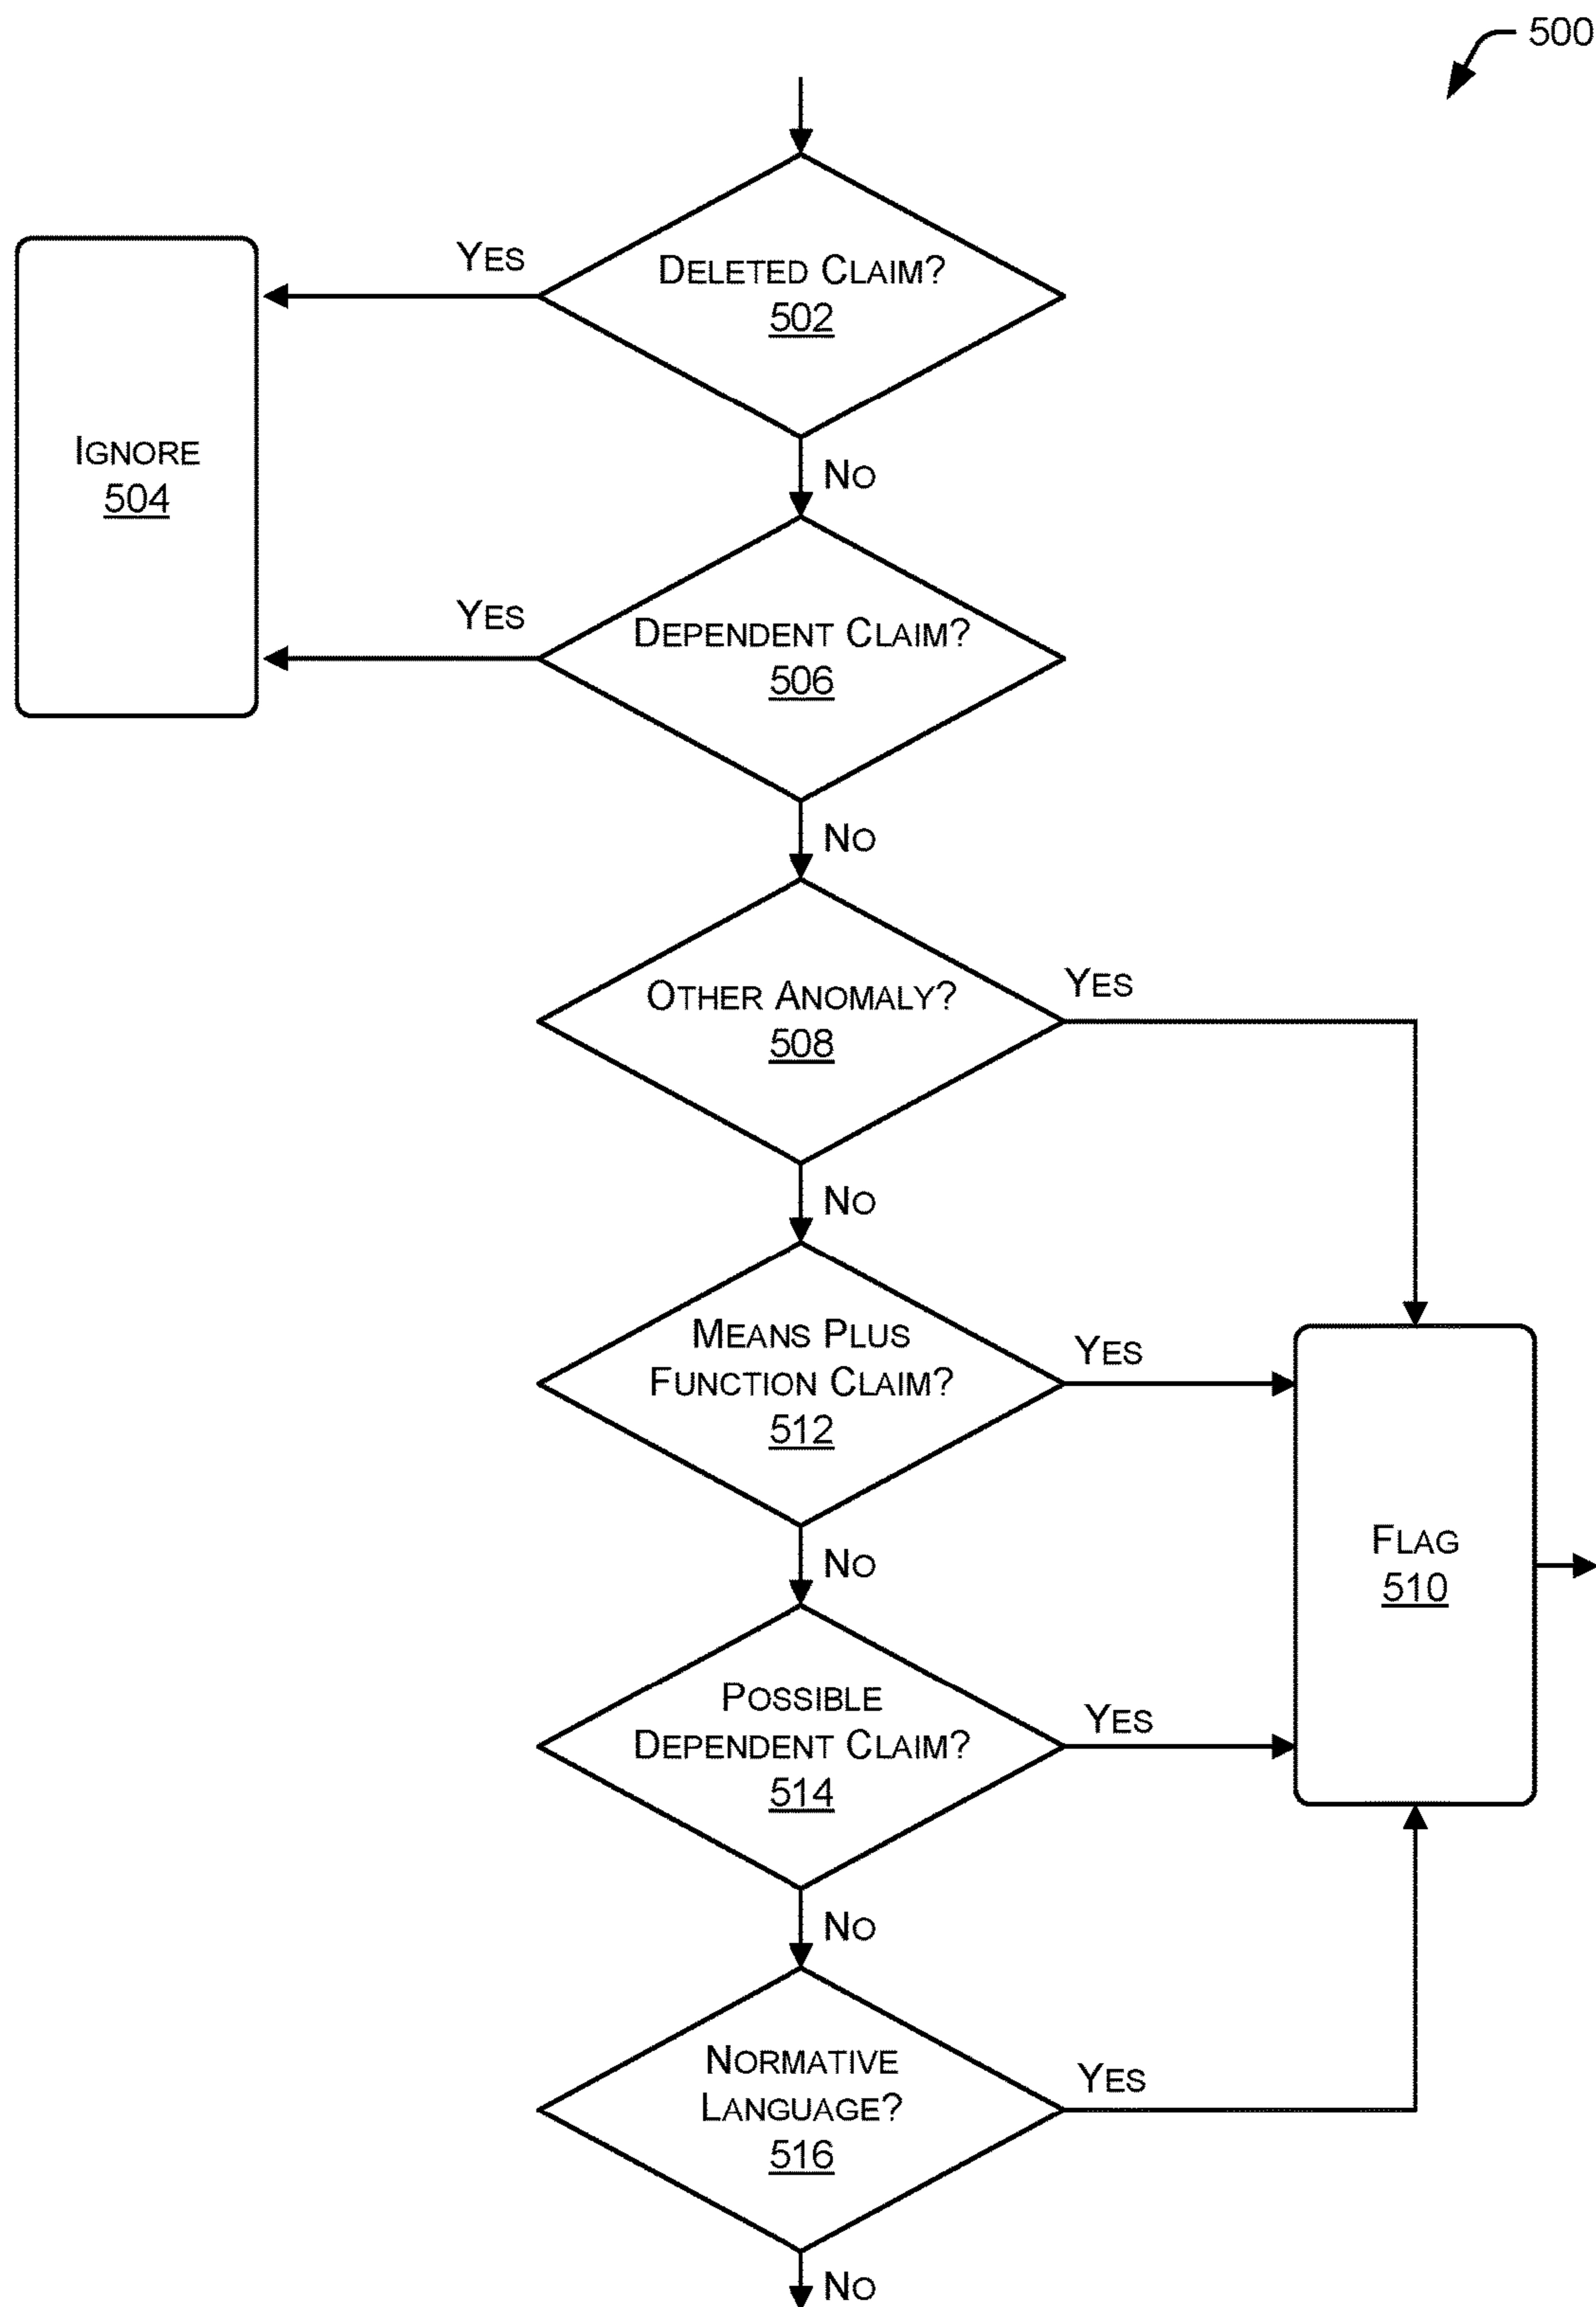 500
YES
DELETED CLAIM?
502
IGNORE
504
NO
YES
DEPENDENT CLAIM?
506
NO
OTHER ANOMALY?
508
YES
NO
MEANS PLUS
FUNCTION CLAIM?
512
YES
FLAG
510
NO
POSSIBLE
DEPENDENT CLAIM?
514
YES
NO
NORMATIVE
LANGUAGE?
516
YES
NO